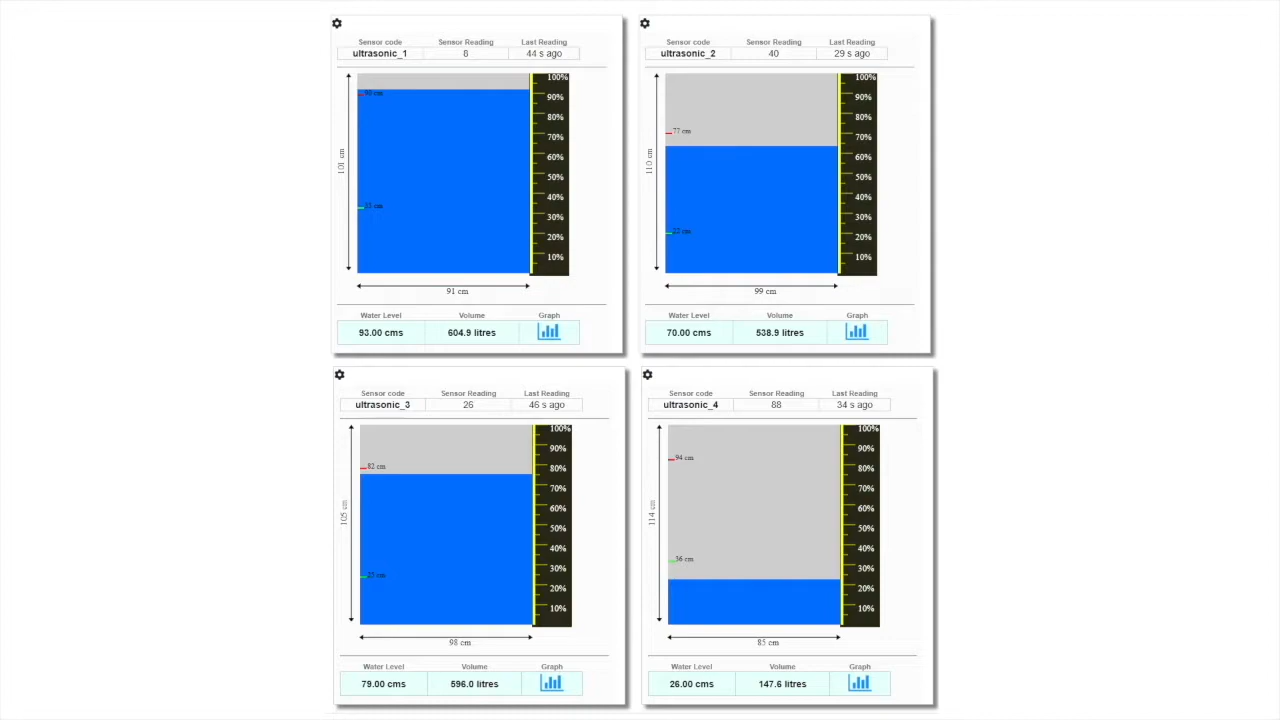 Sensor code Sensor Reading Last Reading
ultrasonic_1 8 44 s ago
100%
90%
80%
70%
60%
50%
40%
30%
20%
10%
101 cm
91 cm
Water Level Volume Graph
93.00 cms 604.9 litres
Sensor code Sensor Reading Last Reading
ultrasonic_2 40 29 s ago
77 cm
22 cm
100%
90%
80%
70%
60%
50%
40%
30%
20%
10%
110 cm
99 cm
Water Level Volume Graph
70.00 cms 538.9 litres
Sensor code Sensor Reading Last Reading
ultrasonic_3 26 46 s ago
82 cm
25 cm
100%
90%
80%
70%
60%
50%
40%
30%
20%
10%
105 cm
98 cm
Water Level Volume Graph
79.00 cms 596.0 litres
Sensor code Sensor Reading Last Reading
ultrasonic_4 88 34 s ago
94 cm
36 cm
100%
90%
80%
70%
60%
50%
40%
30%
20%
10%
114 cm
85 cm
Water Level Volume Graph
26.00 cms 147.6 litres